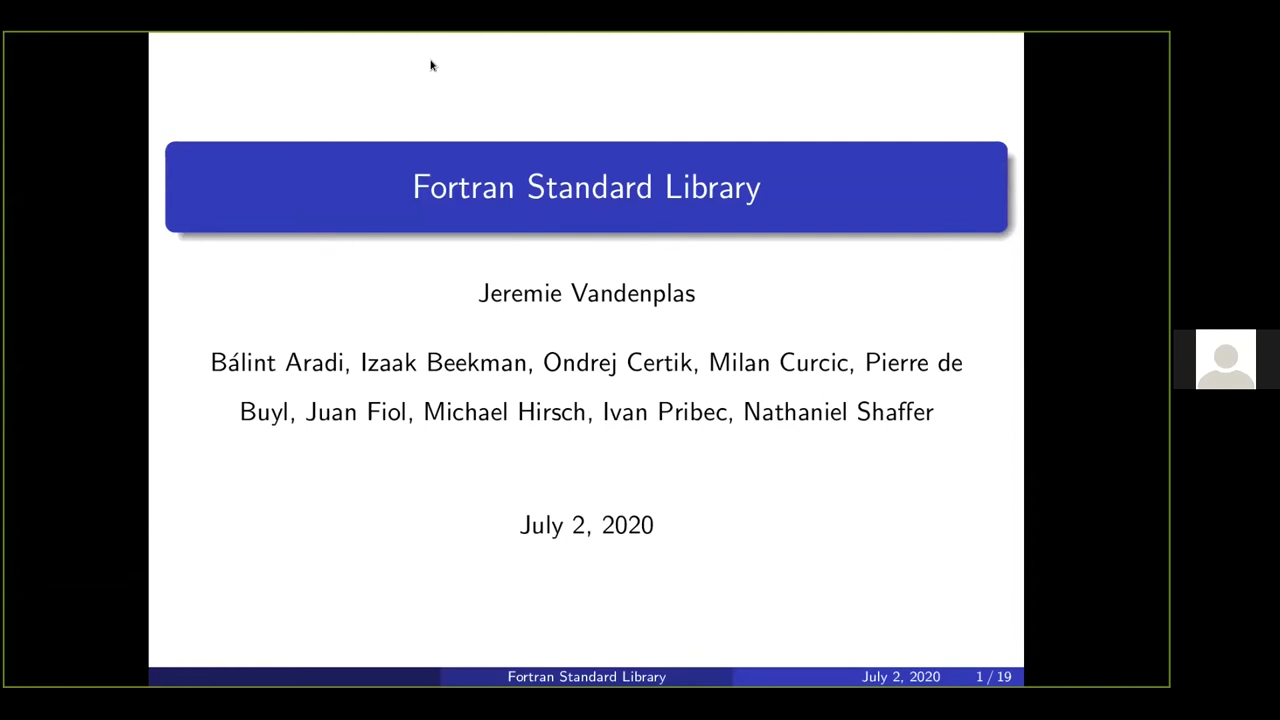 Fortran Standard Library
Jeremie Vandenplas
Bálint Aradi, Izaak Beekman, Ondrej Certik, Milan Curcic, Pierre de
Buyl, Juan Fiol, Michael Hirsch, Ivan Pribec, Nathaniel Shaffer
July 2, 2020
Fortran Standard Library July 2, 2020 1 / 19